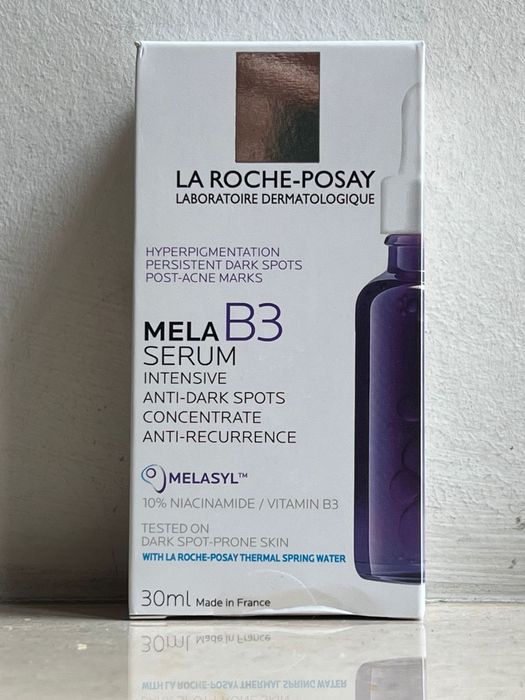 LA ROCHE-POSAY
LABORATOIRE DERMATOLOGIQUE
HYPERPIGMENTATION
PERSISTENT DARK SPOTS
POST-ACNE MARKS
MELA B3
SERUM
INTENSIVE
ANTI-DARK SPOTS
CONCENTRATE
ANTI-RECURRENCE
MELASYL™
10% NIACINAMIDE / VITAMIN B3
TESTED ON
DARK SPOT-PRONE SKIN
WITH LA ROCHE-POSAY THERMAL SPRING WATER
30ml Made in France